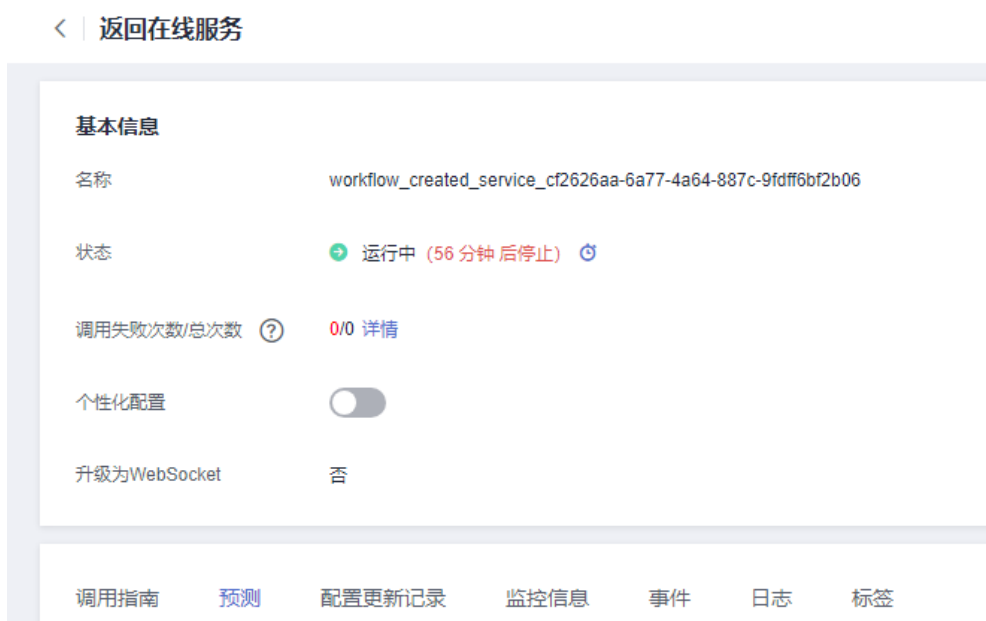 返回在线服务
基本信息
名称 workflow_created_service_cf2626aa-6a77-4a64-887c-9fdff6bf2b06
状态 运行中 (56 分钟 后停止)
调用失败次数/总次数 ? 0/0 详情
个性化配置
升级为WebSocket 否
调用指南 预测 配置更新记录 监控信息 事件 日志 标签